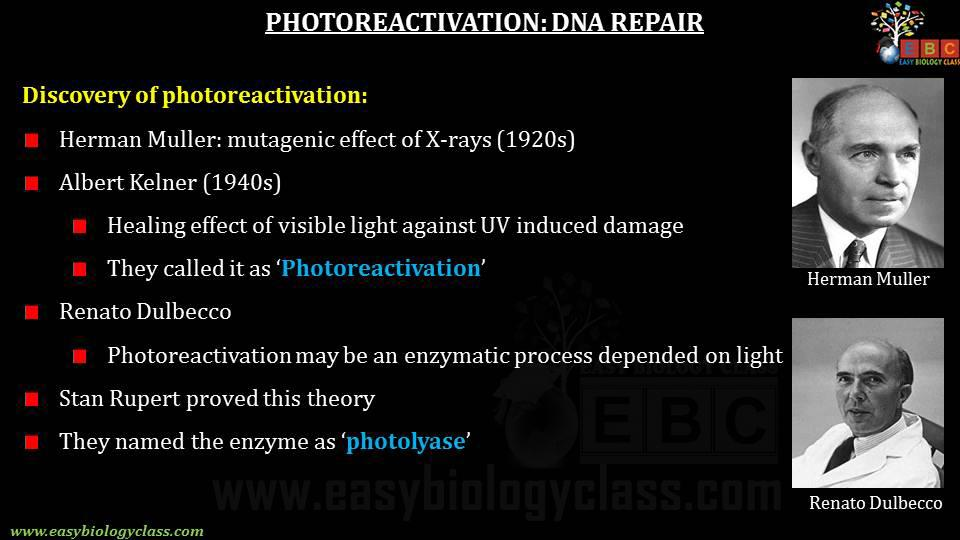 PHOTOREACTIVATION: DNA REPAIR
E B C
EASY BIOLOGY CLASS
Discovery of photoreactivation:
Herman Muller: mutagenic effect of X-rays (1920s)
Albert Kelner (1940s)
Healing effect of visible light against UV induced damage
They called it as ‘Photoreactivation’
Herman Muller
Renato Dulbecco
Photoreactivation may be an enzymatic process depended on light
Stan Rupert proved this theory
They named the enzyme as ‘photolyase’
EASY BIOLOGY CLASS
E B C
www.easybiologyclass.com
Renato Dulbecco
www.easybiologyclass.com